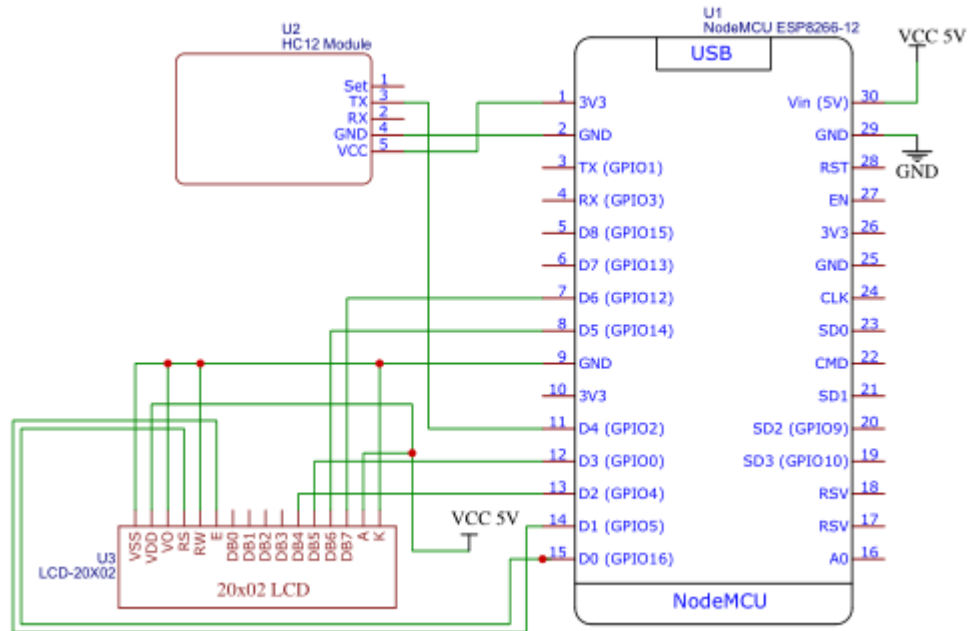 U2
HC12 Module
Set 1
TX 3
RX 2
GND 4
VCC 5
U1
NodeMCU ESP8266-12
USB
VCC 5V
GND
1 3V3
2 GND
3 TX (GPIO1)
4 RX (GPIO3)
5 D8 (GPIO15)
6 D7 (GPIO13)
7 D6 (GPIO12)
8 D5 (GPIO14)
9 GND
10 3V3
11 D4 (GPIO2)
12 D3 (GPIO0)
13 D2 (GPIO4)
14 D1 (GPIO5)
15 D0 (GPIO16)
Vin (5V) 30
GND 29
RST 28
EN 27
3V3 26
GND 25
CLK 24
SD0 23
CMD 22
SD1 21
SD2 (GPIO9) 20
SD3 (GPIO10) 19
RSV 18
RSV 17
A0 16
NodeMCU
VCC 5V
U3
LCD-20X02
VSS
VDD
VO
RS
RW
E
DB0
DB1
DB2
DB3
DB4
DB5
DB6
DB7
A
K
20x02 LCD